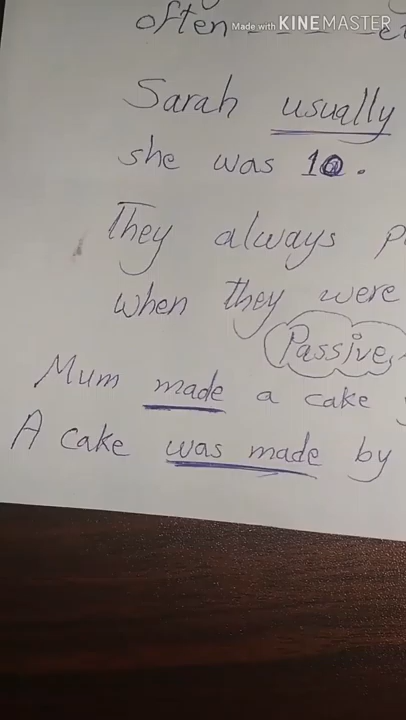 often
Made with KINEMASTER
Sarah usually
she was 10.
They always
when they were
Passive
Mum made a cake
A cake was made by